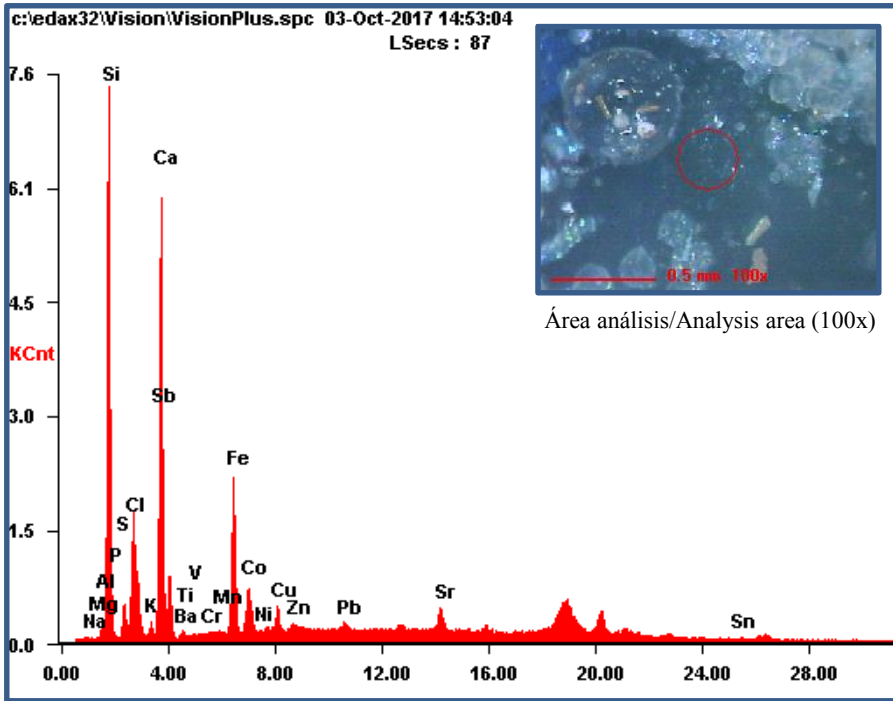 c:\edax32\Vision\VisionPlus.spc 03-Oct-2017 14:53:04
LSecs : 87
7.6
6.1
4.5
KCnt
3.0
1.5
0.0
Si
Ca
Sb
Fe
Cl
S
P
Al
Mg
Na
K
V
Ti
Ba
Cr
Mn
Co
Ni
Cu
Zn
Pb
Sr
Sn
0.00 4.00 8.00 12.00 16.00 20.00 24.00 28.00
0.5 mm 100x
Área análisis/Analysis area (100x)